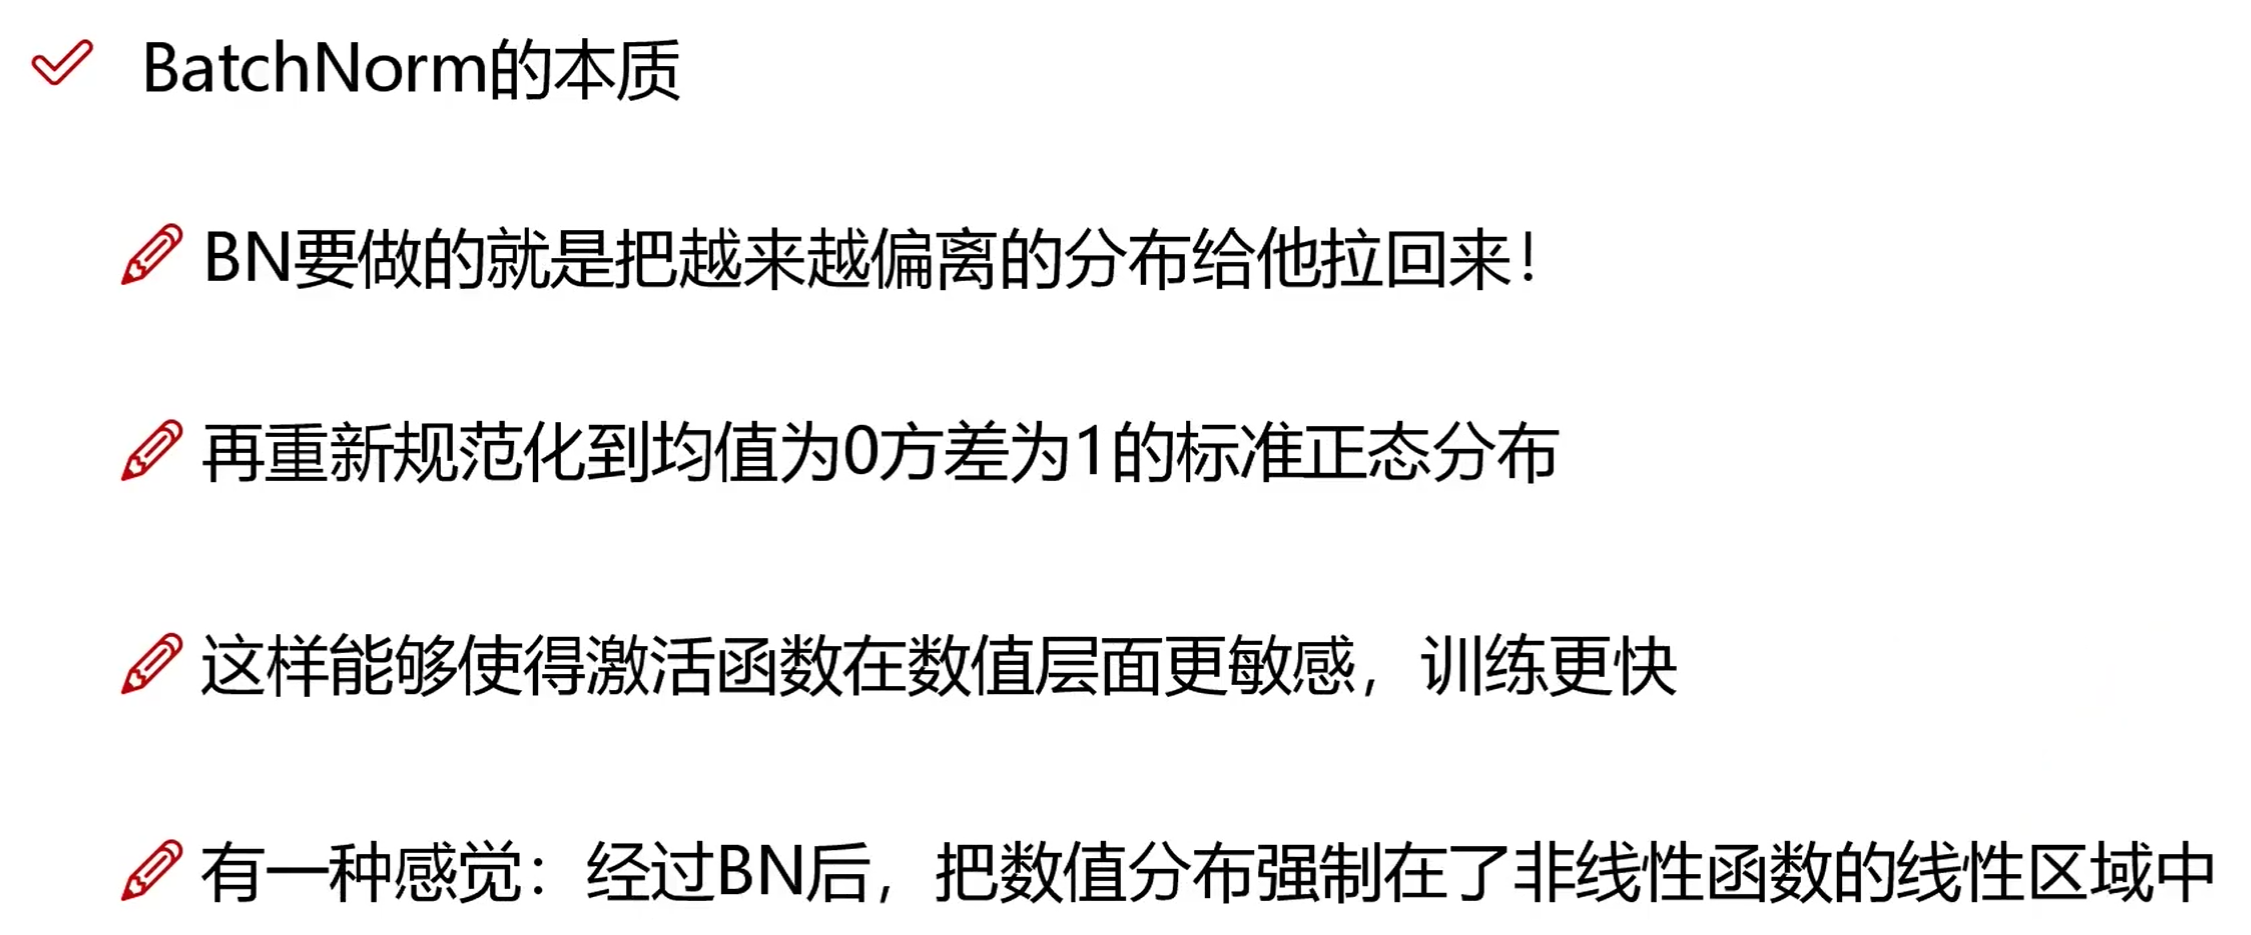 BatchNorm的本质
BN要做的就是把越来越偏离的分布给他拉回来！
再重新规范化到均值为0方差为1的标准正态分布
这样能够使得激活函数在数值层面更敏感，训练更快
有一种感觉：经过BN后，把数值分布强制在了非线性函数的线性区域中